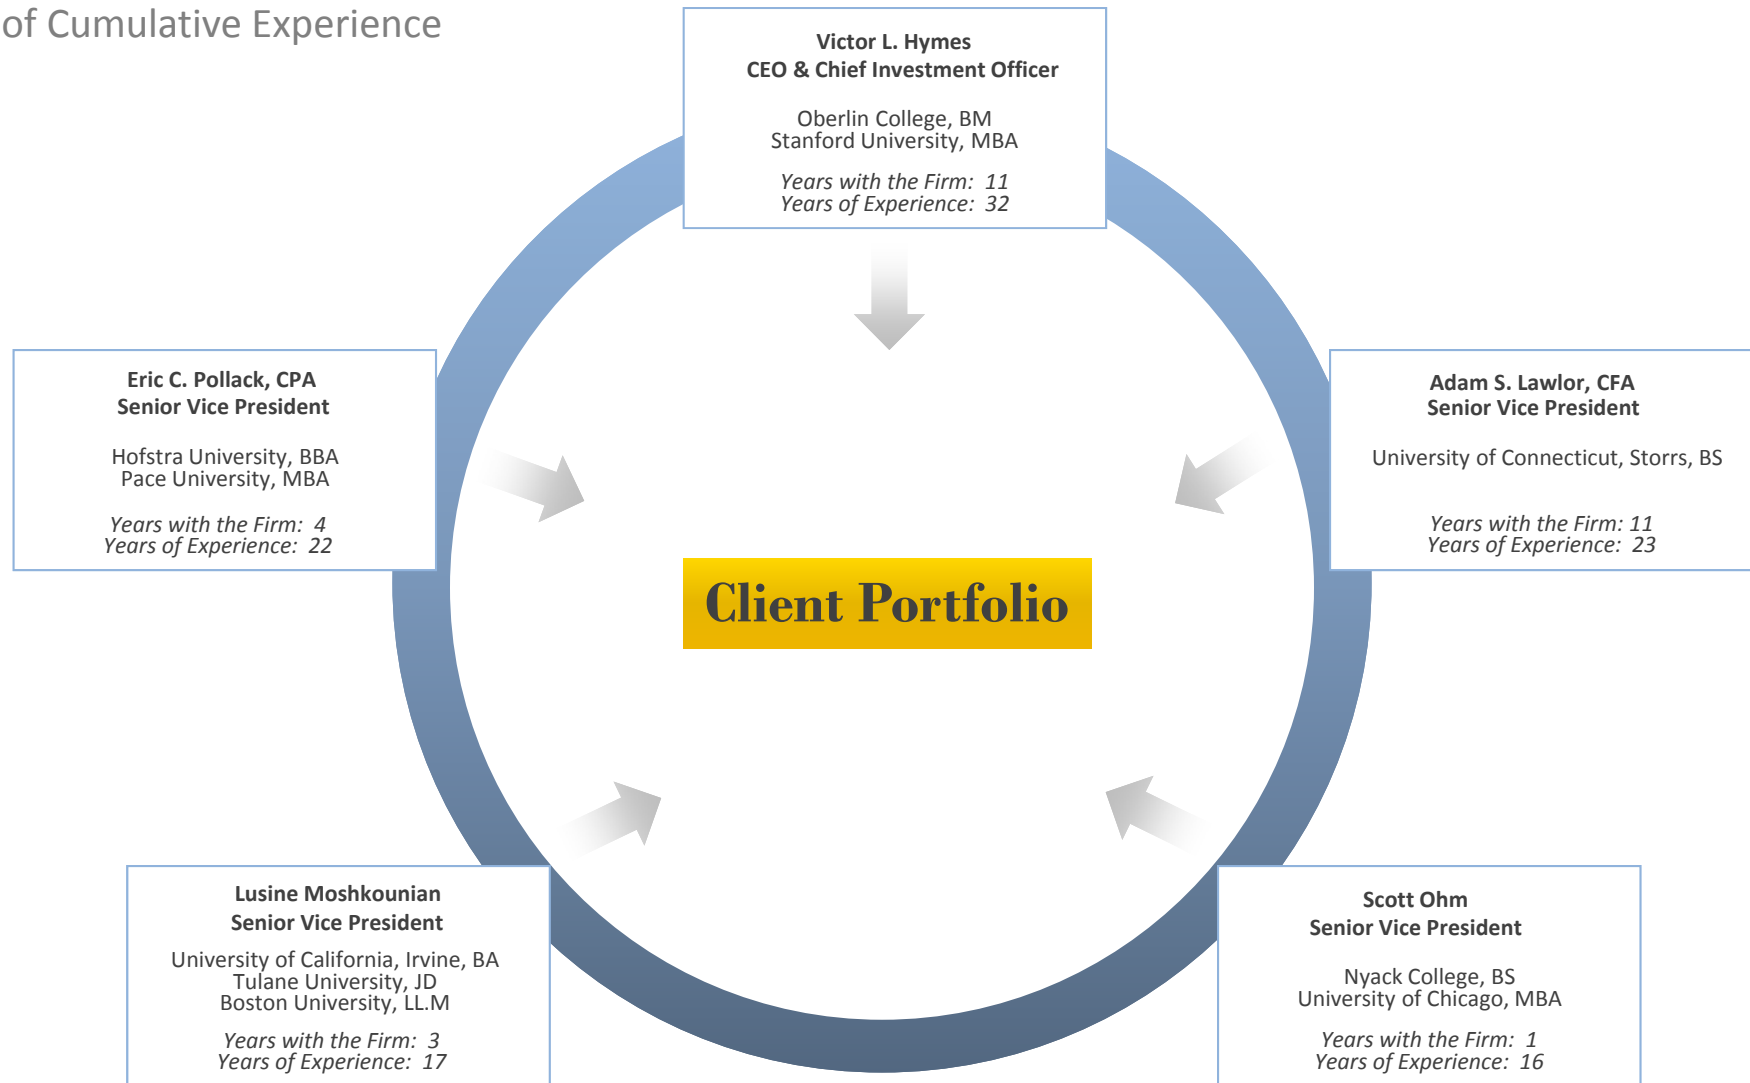 of Cumulative Experience
Victor L. Hymes
CEO & Chief Investment Officer
Oberlin College, BM
Stanford University, MBA
Years with the Firm:  11
Years of Experience:  32
Eric C. Pollack, CPA
Senior Vice President
Hofstra University, BBA
Pace University, MBA
Years with the Firm:  4
Years of Experience:  22
Adam S. Lawlor, CFA
Senior Vice President
University of Connecticut, Storrs, BS
Years with the Firm: 11
Years of Experience:  23
Client Portfolio
Lusine Moshkounian
Senior Vice President
University of California, Irvine, BA
Tulane University, JD
Boston University, LL.M
Years with the Firm:  3
Years of Experience:  17
Scott Ohm
Senior Vice President
Nyack College, BS
University of Chicago, MBA
Years with the Firm:  1
Years of Experience:  16